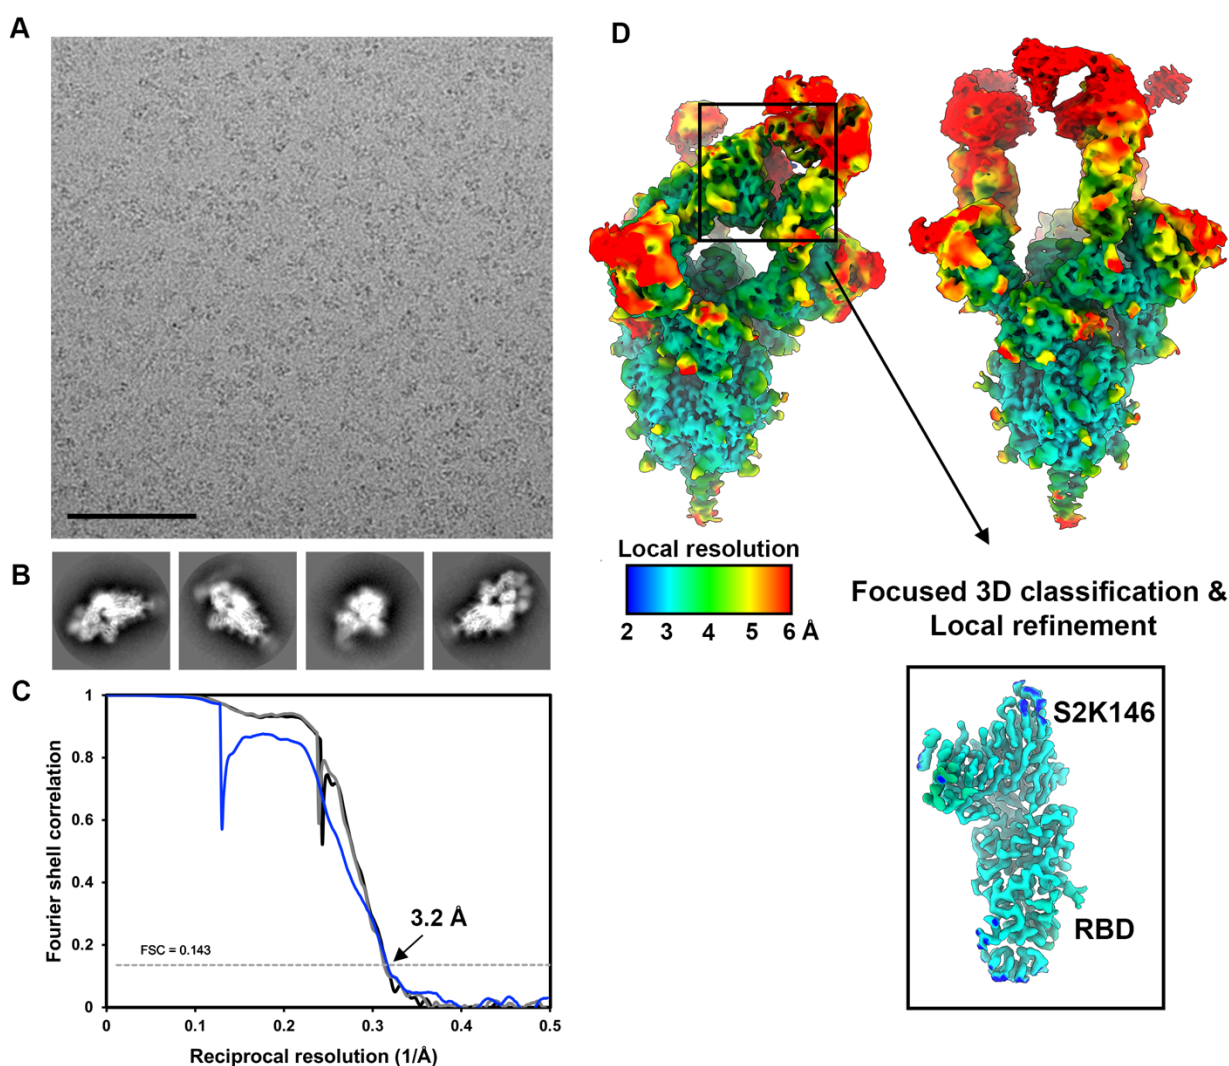 A
B
C
1
0.8
0.6
0.4
0.2
0
Fourier shell correlation
FSC = 0.143
3.2 Å
0
0.1
0.2
0.3
0.4
0.5
Reciprocal resolution (1/Å)
D
Local resolution
2 3 4 5 6 Å
Focused 3D classification &
Local refinement
S2K146
RBD